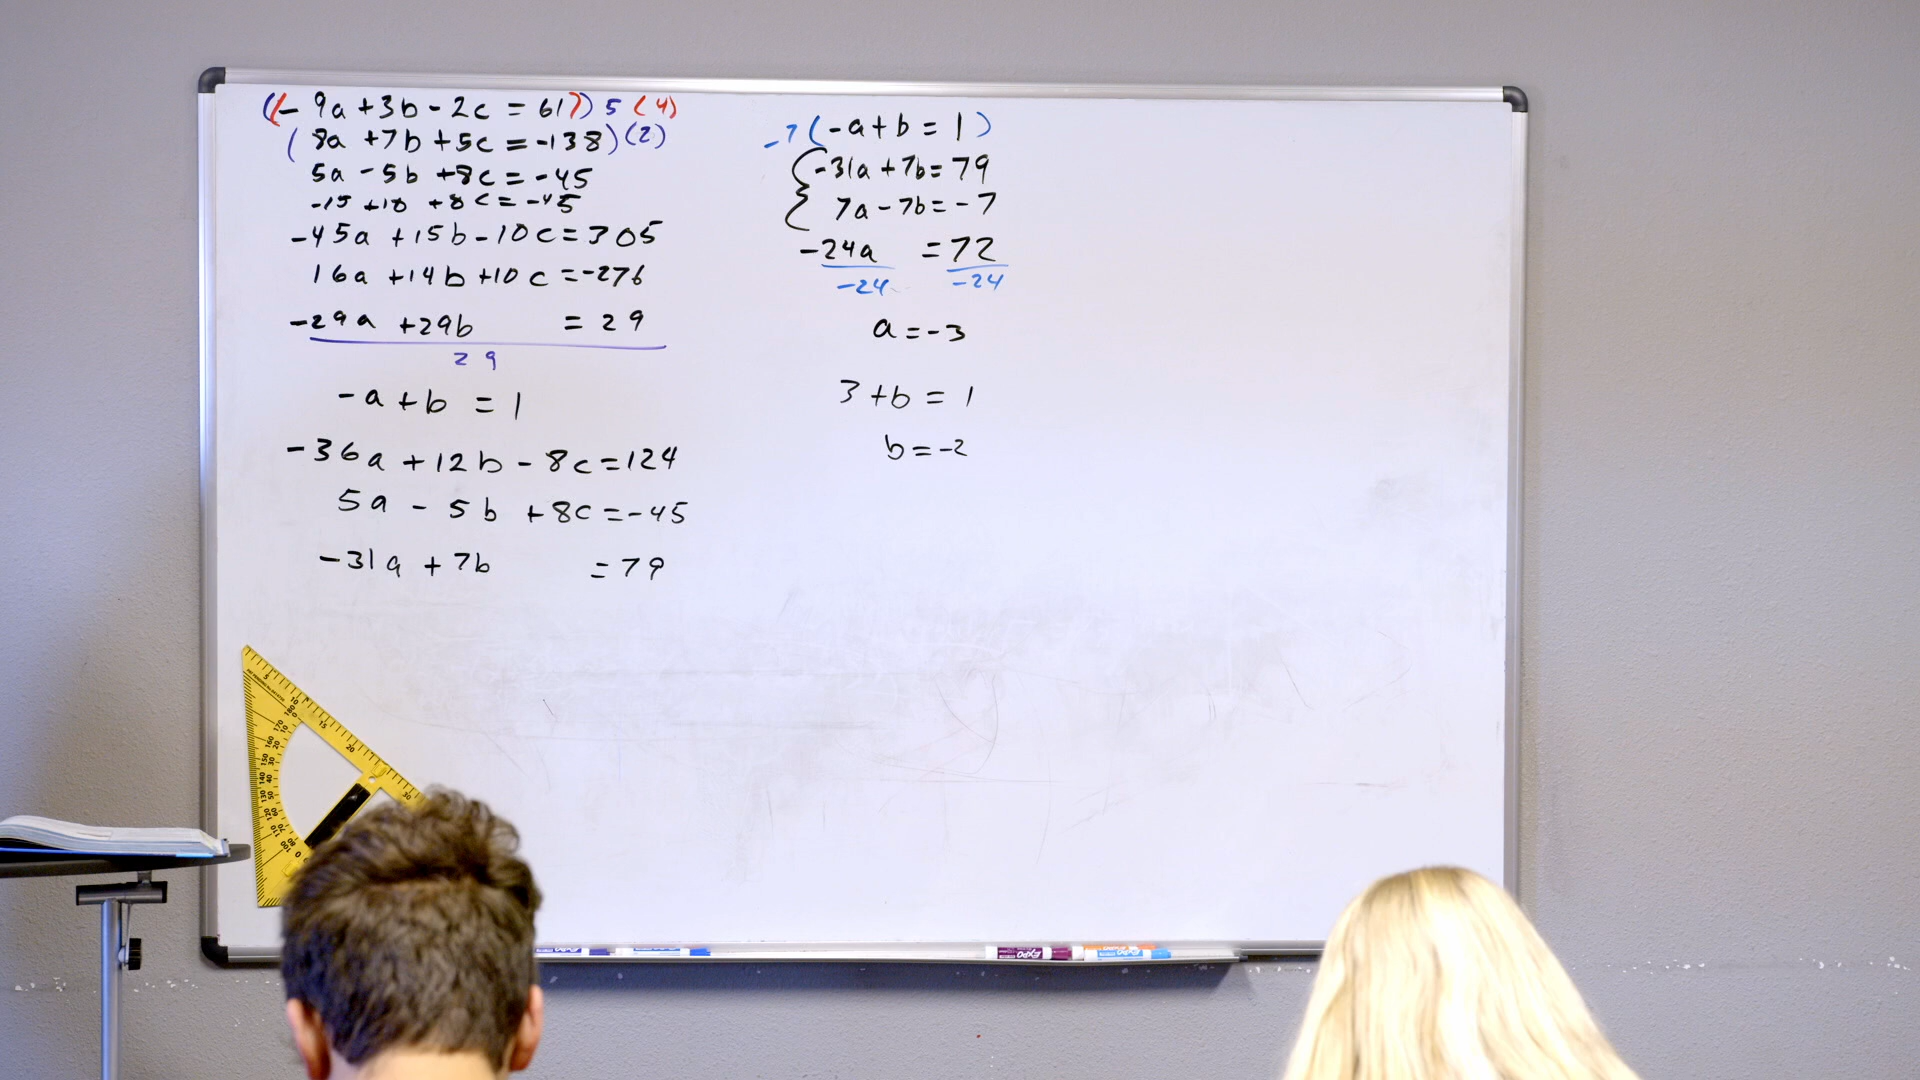 ((- 9a + 3b - 2c = 61)) 5 (4)
( 8a + 7b + 5c = -138 ) (2)
5a - 5b + 8c = -45
-15 + 10 + 8c = -45
-45a + 15b - 10c = 305
16a + 14b + 10c = -276
-29a + 29b = 29
29
-a + b = 1
-36a + 12b - 8c = 124
5a - 5b + 8c = -45
-31a + 7b = 79
-7 ( -a + b = 1 )
{ -31a + 7b = 79
7a - 7b = -7
-24a = 72
-24 -24
a = -3
3 + b = 1
b = -2
EXPO
EXPO